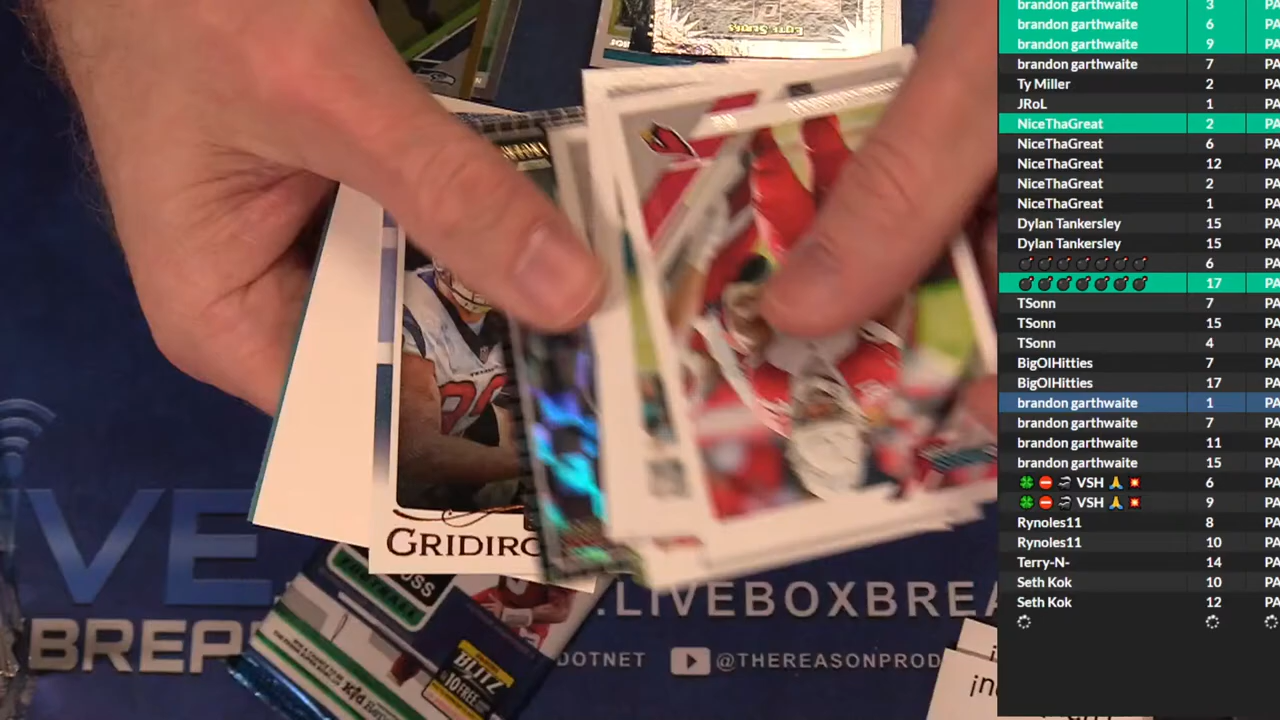 brandon garthwaite 3 PA
brandon garthwaite 6 PA
brandon garthwaite 9 PA
brandon garthwaite 7 PA
Ty Miller 2 PA
JRoL 1 PA
NiceThaGreat 2 PA
NiceThaGreat 6 PA
NiceThaGreat 12 PA
NiceThaGreat 2 PA
NiceThaGreat 1 PA
Dylan Tankersley 15 PA
Dylan Tankersley 15 PA
💣 💣 💣 💣 💣 💣 💣 6 PA
💣 💣 💣 💣 💣 💣 💣 17 PA
TSonn 7 PA
TSonn 15 PA
TSonn 4 PA
BigOlHitties 7 PA
BigOlHitties 17 PA
brandon garthwaite 1 PA
brandon garthwaite 7 PA
brandon garthwaite 11 PA
brandon garthwaite 15 PA
VSH 6 PA
VSH 9 PA
Rynoles11 8 PA
Rynoles11 10 PA
Terry-N- 14 PA
Seth Kok 10 PA
Seth Kok 12 PA
GRIDIRO
VE
BREA
.LIVEBOXBREA
DOTNET
@THEREASONPROD
BLITZ